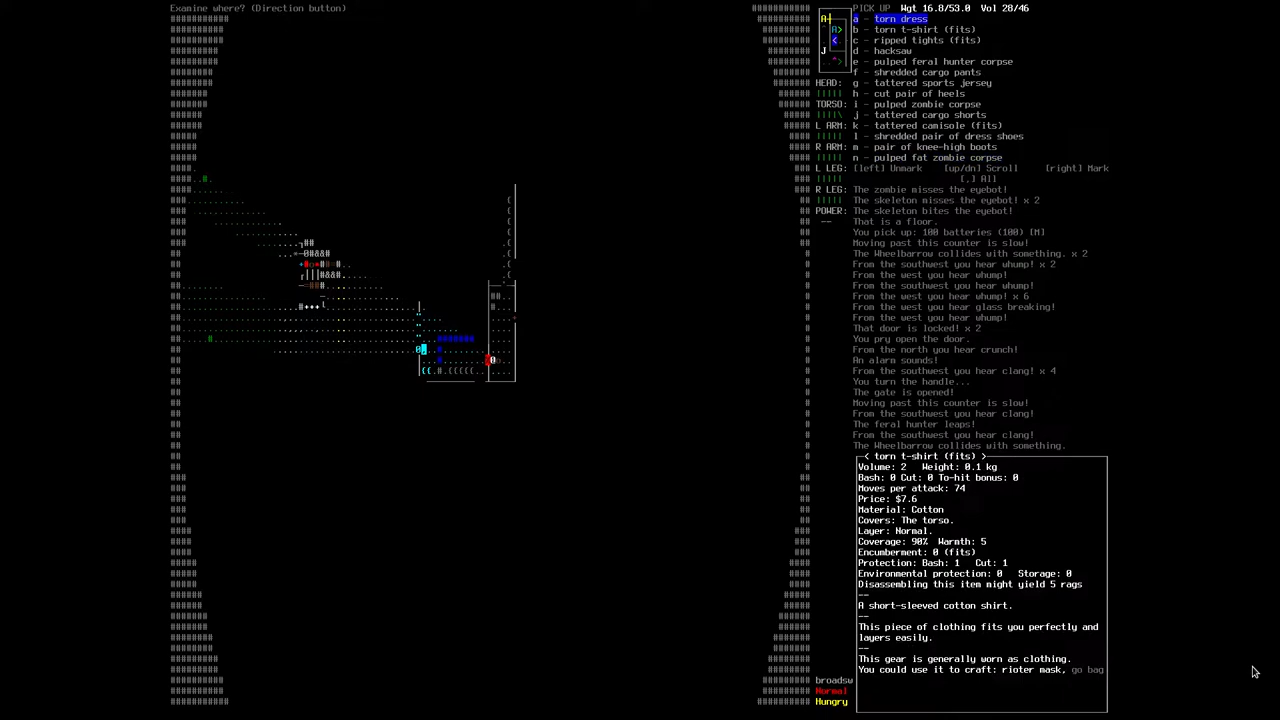 Examine where? (Direction button)
PICK UP Wgt 16.8/53.0 Vol 28/46
a - torn dress
b - torn t-shirt (fits)
c - ripped tights (fits)
d - hacksaw
e - pulped feral hunter corpse
f - shredded cargo pants
HEAD: g - tattered sports jersey
h - cut pair of heels
TORSO: i - pulped zombie corpse
j - tattered cargo shorts
L ARM: k - tattered camisole (fits)
l - shredded pair of dress shoes
R ARM: m - pair of knee-high boots
n - pulped fat zombie corpse
L LEG: [left] Unmark [up/dn] Scroll [right] Mark
[,] All
R LEG: The zombie misses the eyebot!
The skeleton misses the eyebot! x 2
POWER: The skeleton bites the eyebot!
-- That is a floor.
You pick up: 100 batteries (100) [M]
Moving past this counter is slow!
The Wheelbarrow collides with something. x 2
From the southwest you hear whump! x 2
From the west you hear whump!
From the southwest you hear whump!
From the west you hear whump! x 6
From the west you hear glass breaking!
From the west you hear whump!
That door is locked! x 2
You pry open the door.
From the north you hear crunch!
An alarm sounds!
From the southwest you hear clang! x 4
You turn the handle...
The gate is opened!
Moving past this counter is slow!
From the southwest you hear clang!
The feral hunter leaps!
From the southwest you hear clang!
The Wheelbarrow collides with something.
< torn t-shirt (fits) >
Volume: 2 Weight: 0.1 kg
Bash: 0 Cut: 0 To-hit bonus: 0
Moves per attack: 74
Price: $7.6
Material: Cotton
Covers: The torso.
Layer: Normal.
Coverage: 90% Warmth: 5
Encumberment: 0 (fits)
Protection: Bash: 1 Cut: 1
Environmental protection: 0 Storage: 0
Disassembling this item might yield 5 rags
--
A short-sleeved cotton shirt.
--
This piece of clothing fits you perfectly and
layers easily.
--
This gear is generally worn as clothing.
You could use it to craft: rioter mask, go bag
broadsw
Normal
Hungry